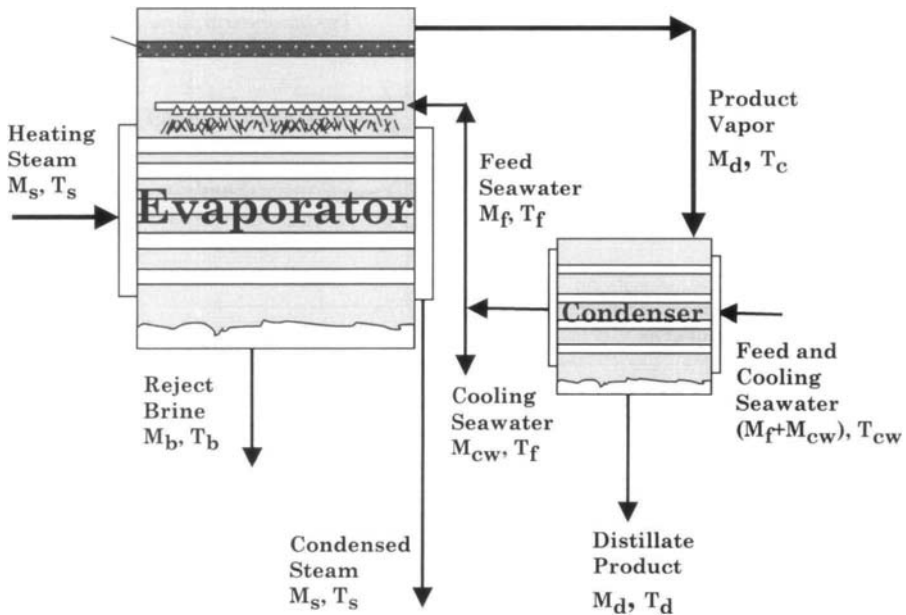 Heating
Steam
Ms, Ts
Evaporator
Feed
Seawater
Mf, Tf
Product
Vapor
Md, Tc
Condenser
Feed and
Cooling
Seawater
(Mf+Mcw), Tcw
Reject
Brine
Mb, Tb
Cooling
Seawater
Mcw, Tf
Condensed
Steam
Ms, Ts
Distillate
Product
Md, Td